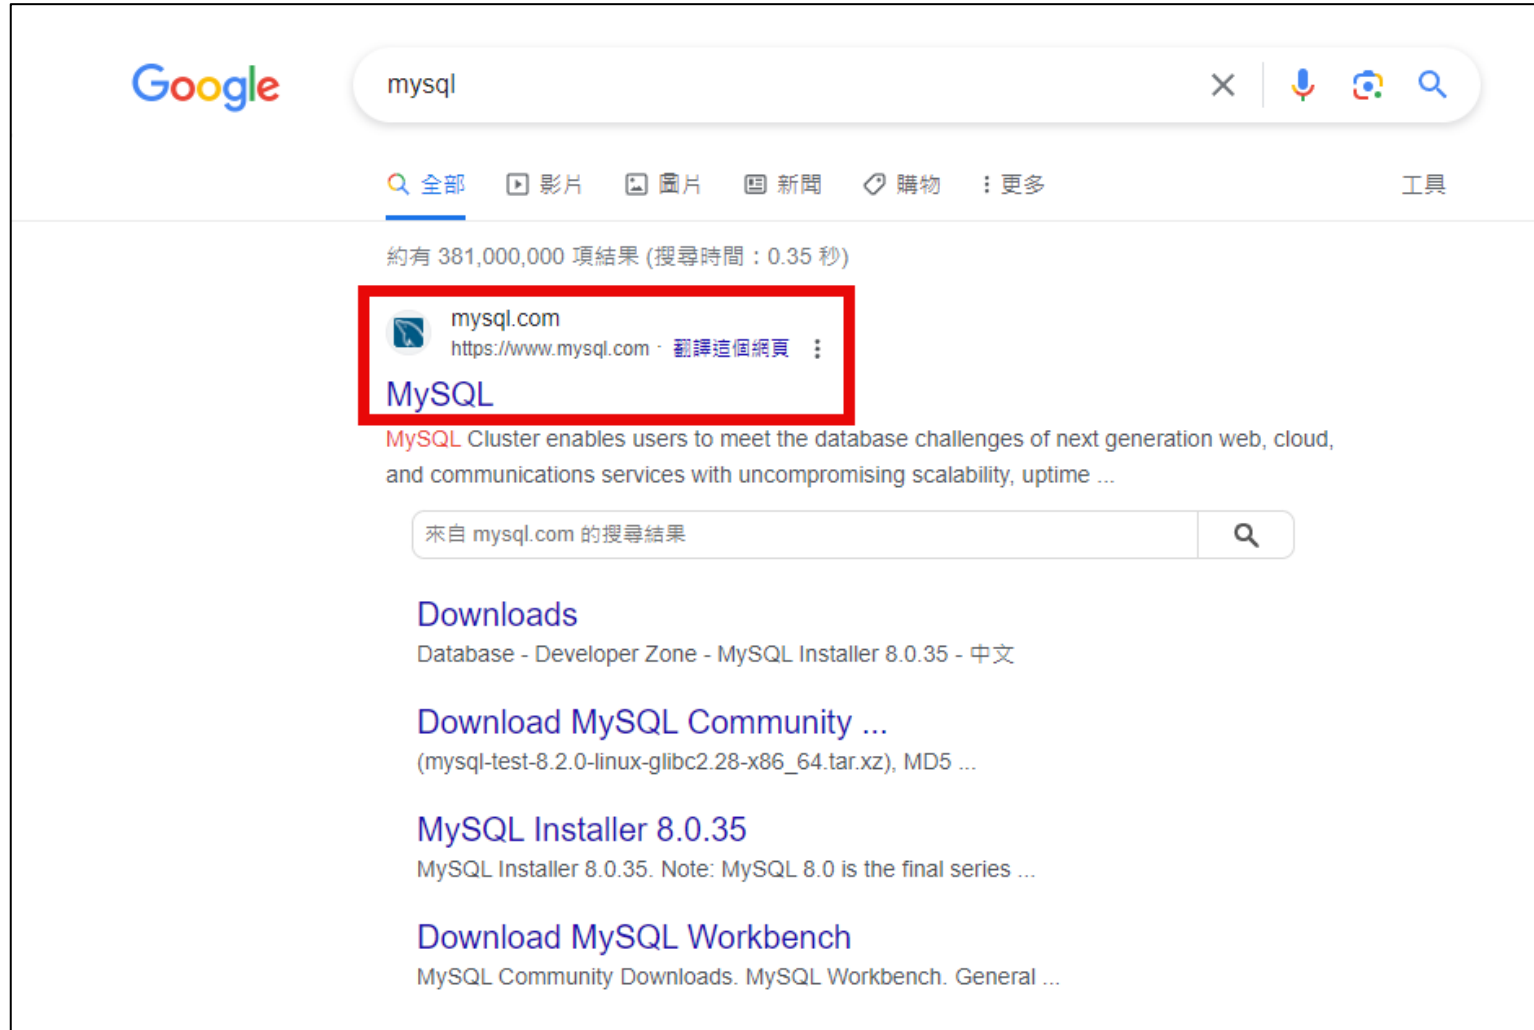 Google
mysql
全部 影片 圖片 新聞 購物 更多 工具
約有 381,000,000 項結果 (搜尋時間：0.35 秒)
mysql.com
https://www.mysql.com · 翻譯這個網頁
MySQL
MySQL Cluster enables users to meet the database challenges of next generation web, cloud,
and communications services with uncompromising scalability, uptime ...
來自 mysql.com 的搜尋結果
Downloads
Database - Developer Zone - MySQL Installer 8.0.35 - 中文
Download MySQL Community ...
(mysql-test-8.2.0-linux-glibc2.28-x86_64.tar.xz), MD5 ...
MySQL Installer 8.0.35
MySQL Installer 8.0.35. Note: MySQL 8.0 is the final series ...
Download MySQL Workbench
MySQL Community Downloads. MySQL Workbench. General ...